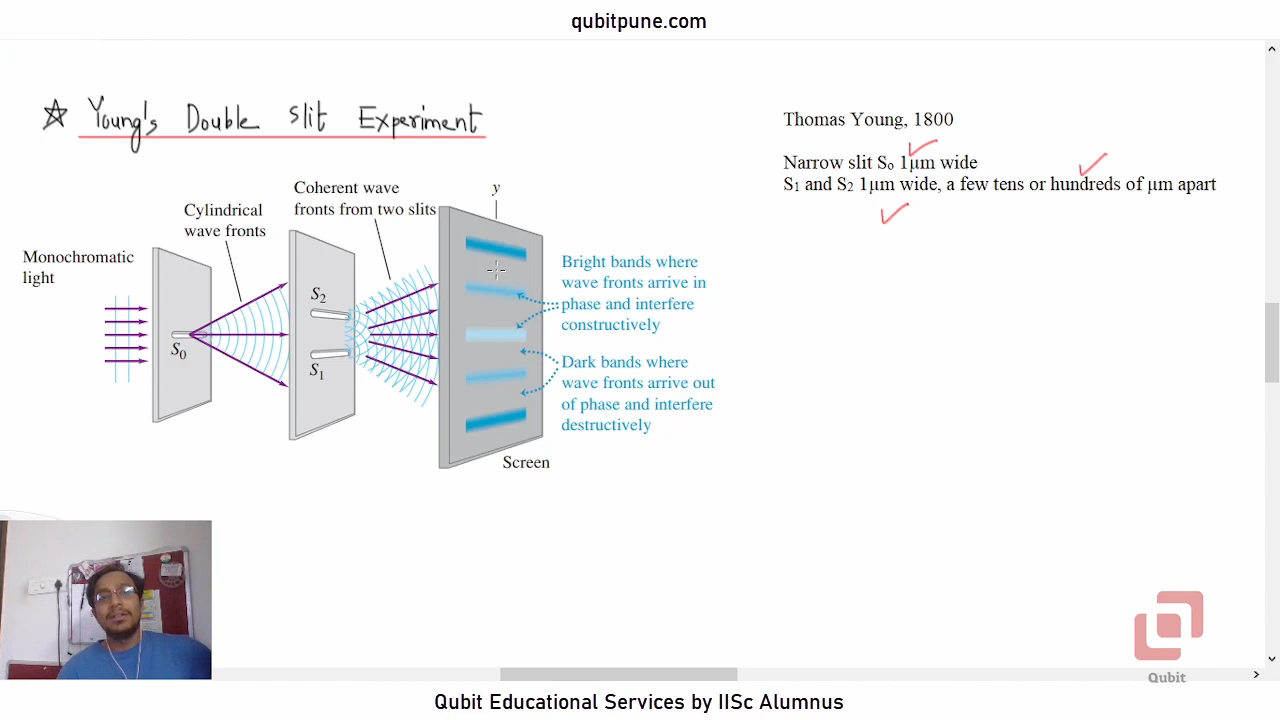 qubitpune.com
☆ Young's Double Slit Experiment
Thomas Young, 1800
Narrow slit S₀ 1μm wide
S₁ and S₂ 1μm wide, a few tens or hundreds of μm apart
Monochromatic
light
Cylindrical
wave fronts
Coherent wave
fronts from two slits
y
S₂
S₀
S₁
Bright bands where
wave fronts arrive in
phase and interfere
constructively
Dark bands where
wave fronts arrive out
of phase and interfere
destructively
Screen
Qubit
Qubit Educational Services by IISc Alumnus